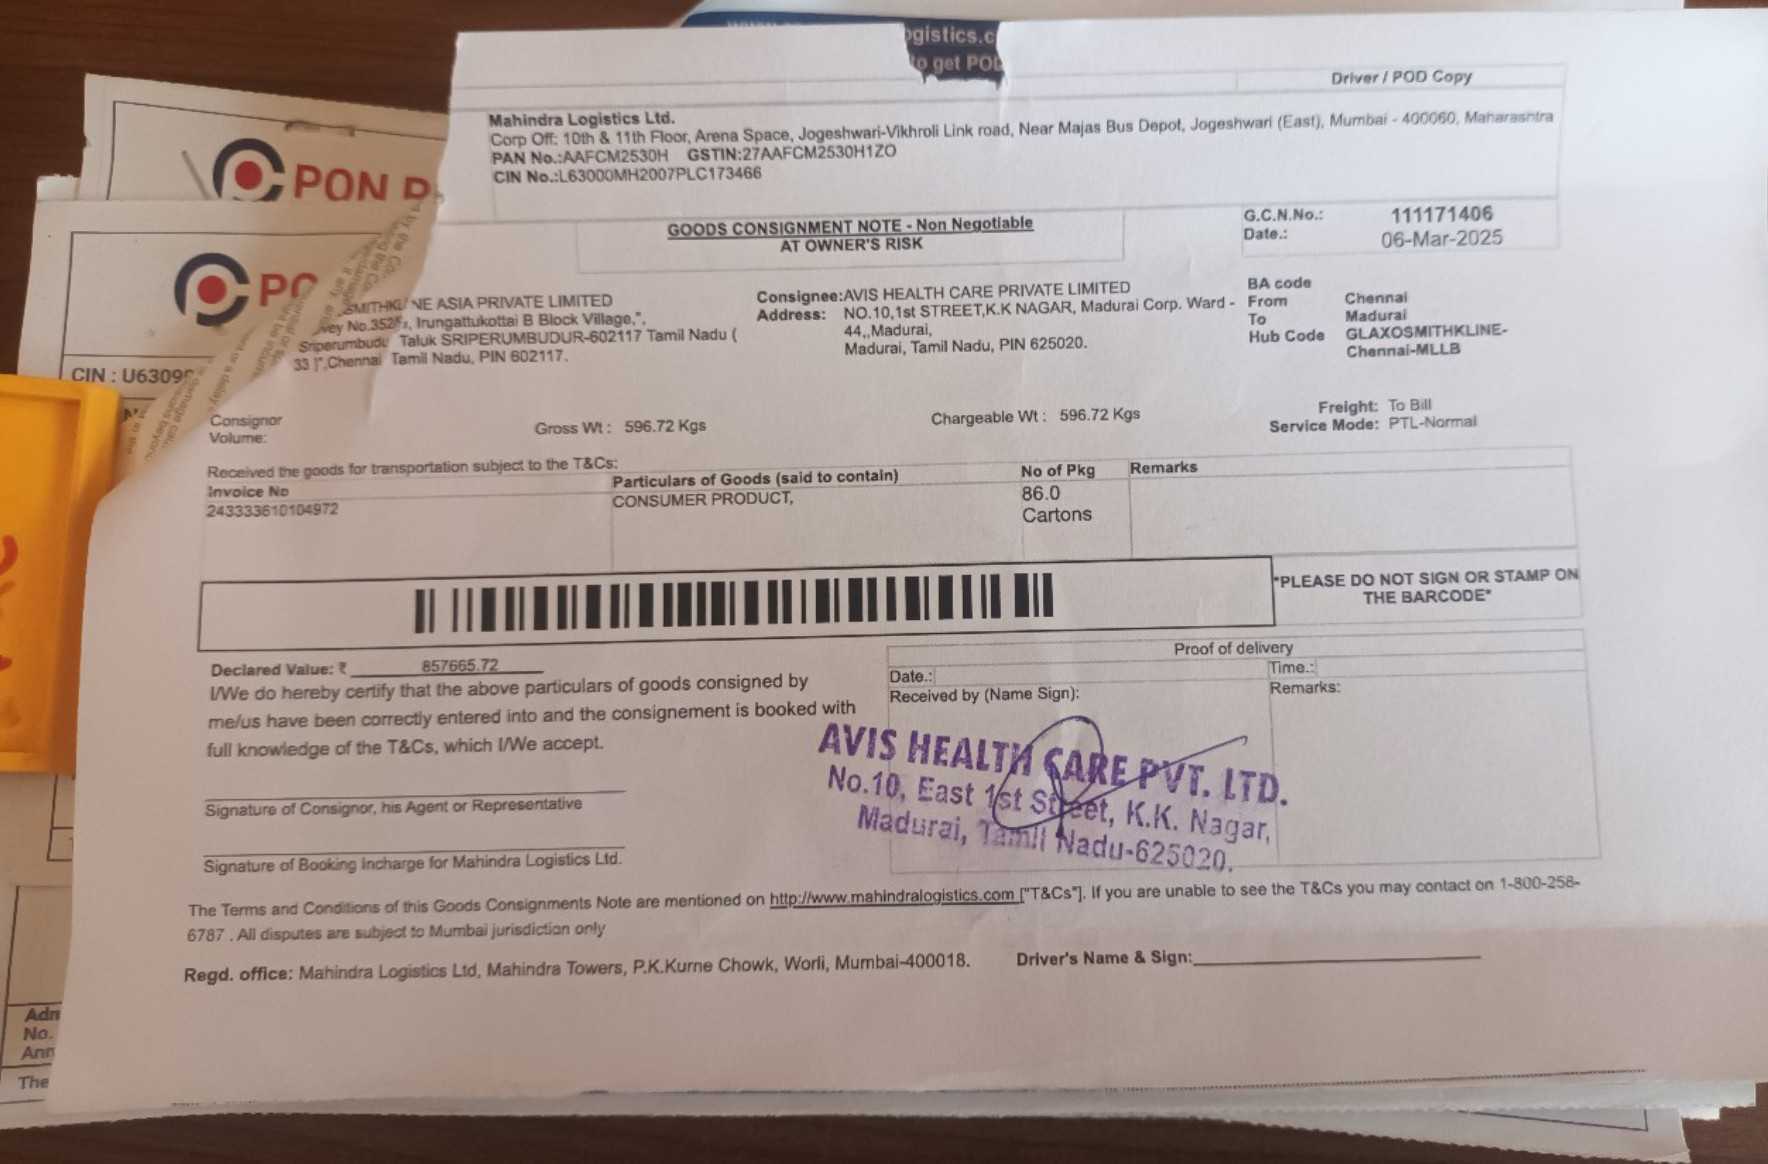 ogistics.c
to get POD
Driver / POD Copy
Mahindra Logistics Ltd.
Corp Off: 10th & 11th Floor, Arena Space, Jogeshwari-Vikhroli Link road, Near Majas Bus Depot, Jogeshwari (East), Mumbai - 400060, Maharashtra
PAN No.:AAFCM2530H GSTIN:27AAFCM2530H1ZO
CIN No.:L63000MH2007PLC173466
PON P
PO
CIN : U6309
GOODS CONSIGNMENT NOTE - Non Negotiable
AT OWNER'S RISK
G.C.N.No.: 111171406
Date.: 06-Mar-2025
SMITHKLINE ASIA PRIVATE LIMITED
vey No.352 , Irungattukottai B Block Village,",
Sriperumbudu Taluk SRIPERUMBUDUR-602117 Tamil Nadu (
33 )",Chennai Tamil Nadu, PIN 602117.
Consignee:AVIS HEALTH CARE PRIVATE LIMITED
Address: NO.10,1st STREET,K.K NAGAR, Madurai Corp. Ward -
44,,Madurai,
Madurai, Tamil Nadu, PIN 625020.
BA code
From Chennai
To Madurai
Hub Code GLAXOSMITHKLINE-
Chennai-MLLB
Consignor
Volume:
Gross Wt : 596.72 Kgs
Chargeable Wt : 596.72 Kgs
Freight: To Bill
Service Mode: PTL-Normal
Received the goods for transportation subject to the T&Cs:
Invoice No
243333610104972
Particulars of Goods (said to contain)
CONSUMER PRODUCT,
No of Pkg
86.0
Cartons
Remarks
*PLEASE DO NOT SIGN OR STAMP ON
THE BARCODE*
Declared Value: ₹ 857665.72
I/We do hereby certify that the above particulars of goods consigned by
me/us have been correctly entered into and the consignement is booked with
full knowledge of the T&Cs, which I/We accept.
Signature of Consignor, his Agent or Representative
Signature of Booking Incharge for Mahindra Logistics Ltd.
Proof of delivery
Date.:
Time.:
Received by (Name Sign):
Remarks:
AVIS HEALTH CARE PVT. LTD.
No.10, East 1st Street, K.K. Nagar,
Madurai, Tamil Nadu-625020.
The Terms and Conditions of this Goods Consignments Note are mentioned on http://www.mahindralogistics.com ["T&Cs"]. If you are unable to see the T&Cs you may contact on 1-800-258-
6787 . All disputes are subject to Mumbai jurisdiction only
Regd. office: Mahindra Logistics Ltd, Mahindra Towers, P.K.Kurne Chowk, Worli, Mumbai-400018.
Driver's Name & Sign:
Adn
No.
Ann
The